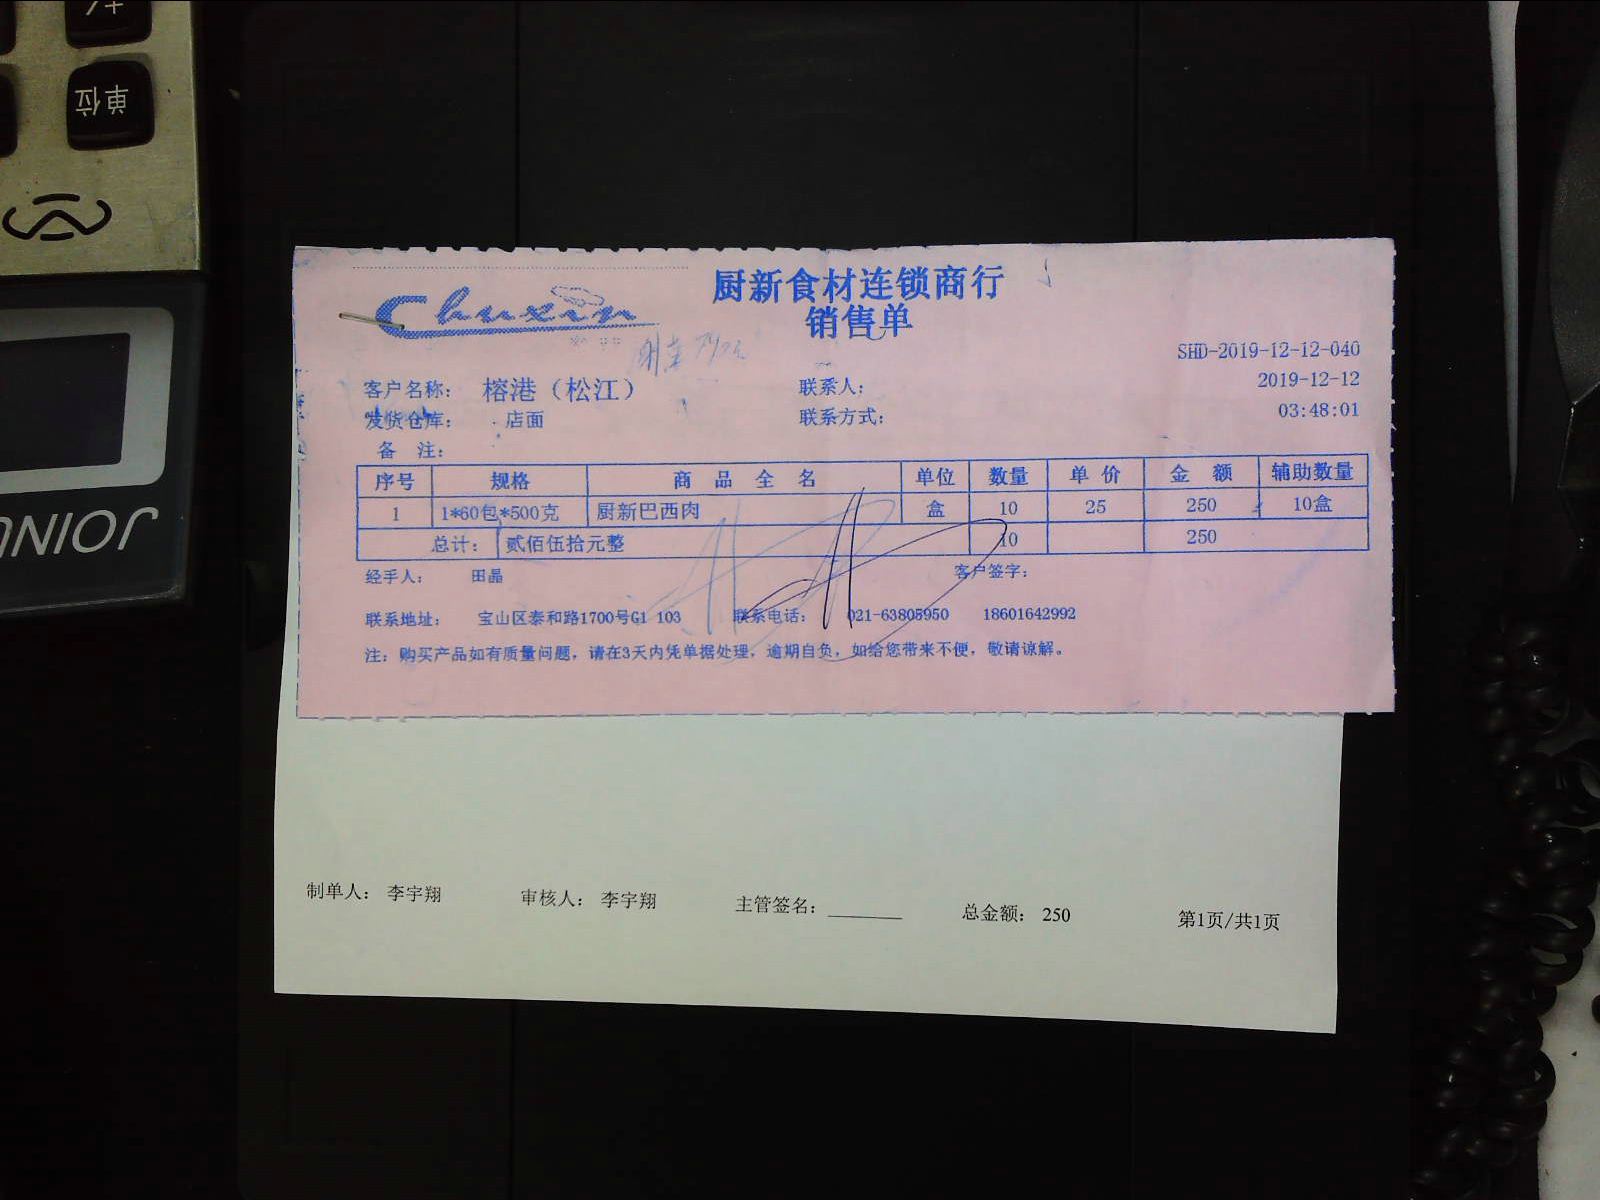 单位
JOINUS
Chuxin
厨新食材连锁商行
销售单
SHD-2019-12-12-040
客户名称: 榕港（松江） 联系人: 2019-12-12
发货仓库: 店面 联系方式: 03:48:01
备 注:
序号 规格 商 品 全 名 单位 数量 单 价 金 额 辅助数量
1 1*60包*500克 厨新巴西肉 盒 10 25 250 10盒
总计: 贰佰伍拾元整 10 250
经手人: 田晶 客户签字:
联系地址: 宝山区泰和路1700号G1 103 联系电话: 021-63805950 18601642992
注: 购买产品如有质量问题, 请在3天内凭单据处理, 逾期自负, 如给您带来不便, 敬请谅解。
制单人: 李宇翔 审核人: 李宇翔 主管签名: 总金额: 250 第1页/共1页